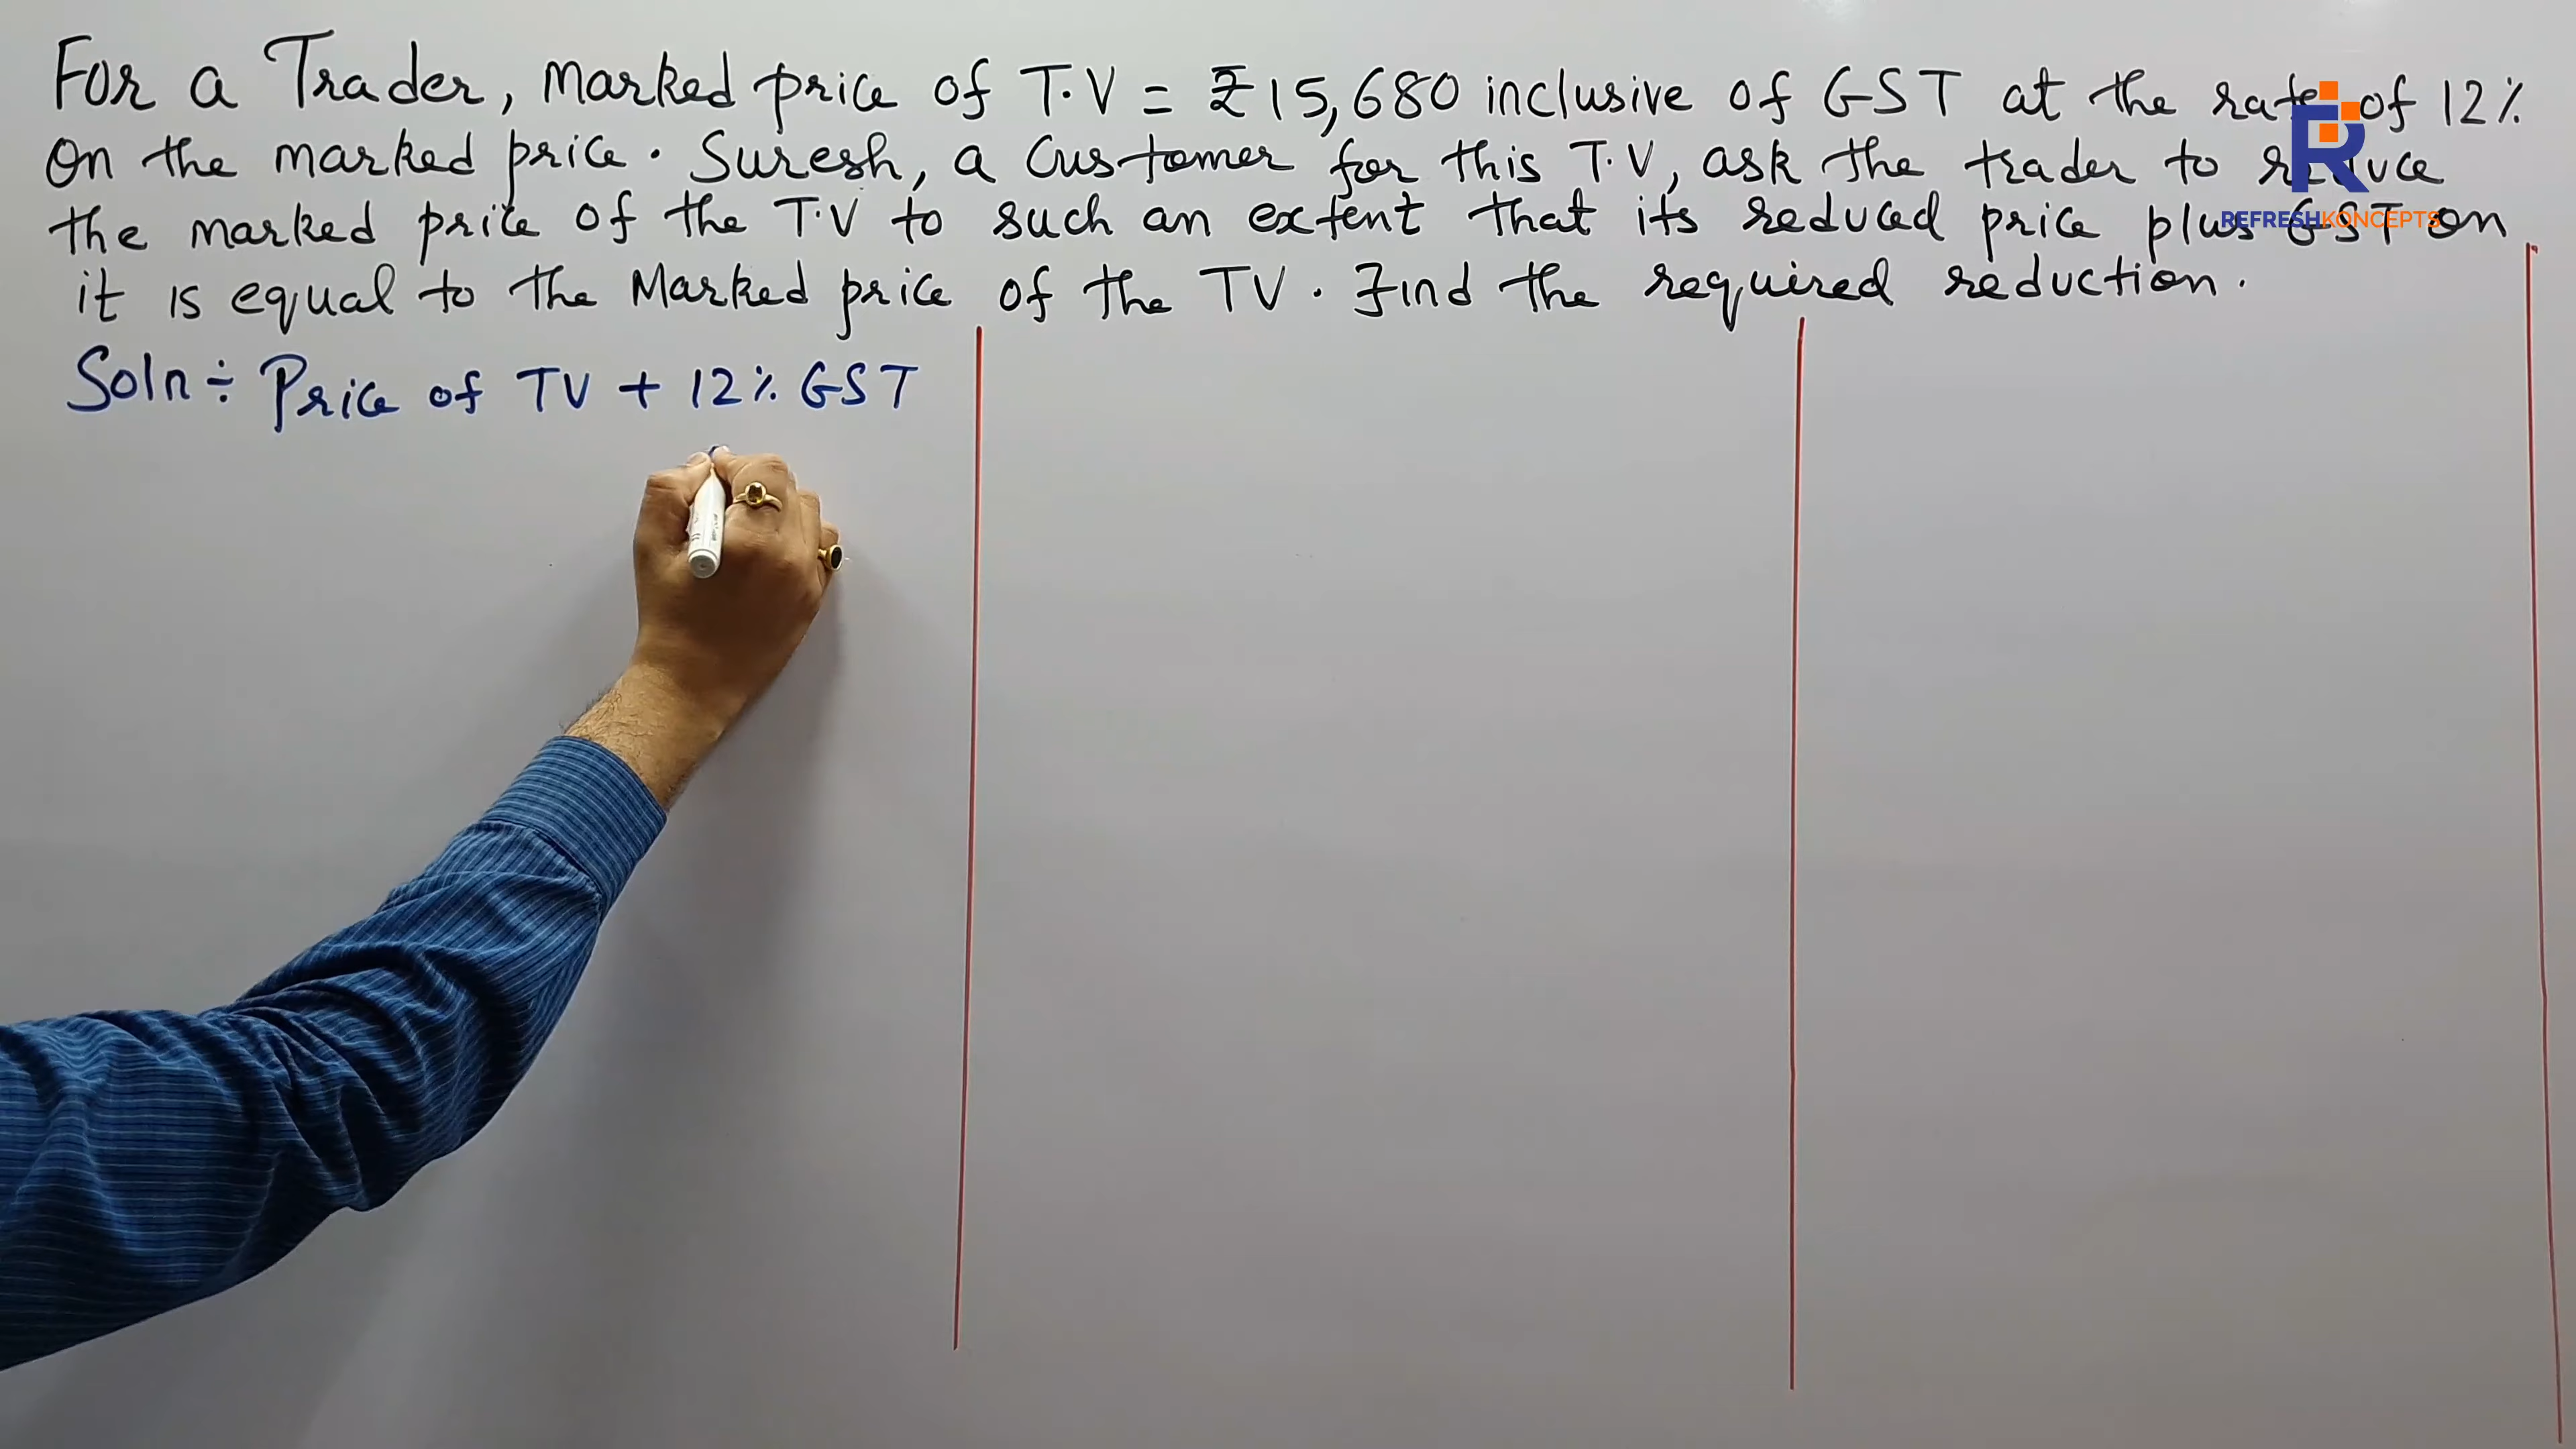 For a Trader, Marked price of T.V = ₹15,680 inclusive of GST at the rate of 12%
On the marked price. Suresh, a Customer for this T.V, ask the trader to reduce
the marked price of the T.V to such an extent that its reduced price plus GST on
it is equal to the Marked price of the TV. Find the required reduction.
Soln ÷ Price of TV + 12% GST
REFRESHKONCEPTS